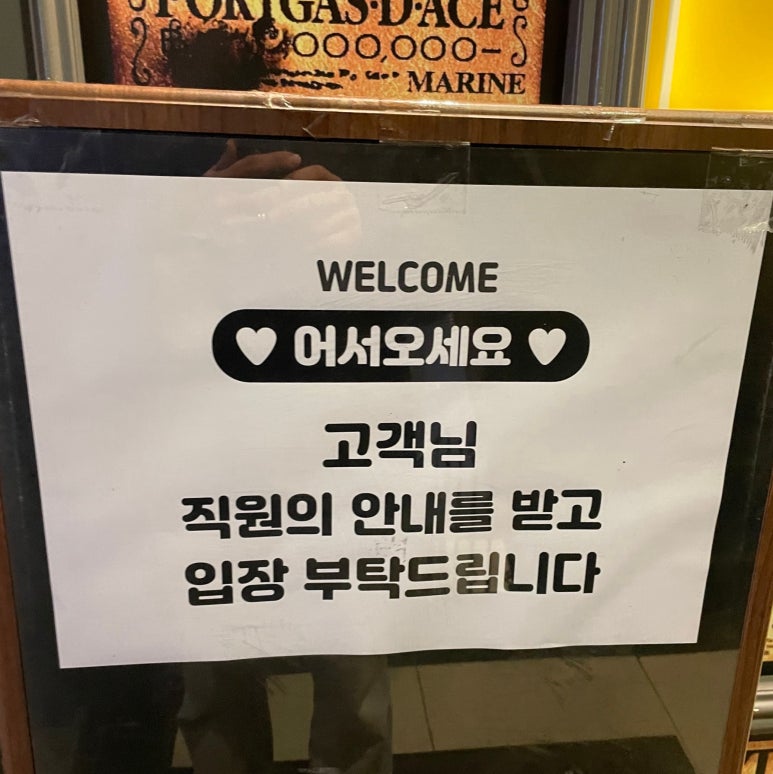 PORTGAS·D·ACE
000,000-
MARINE
WELCOME
♥ 어서오세요 ♥
고객님
직원의 안내를 받고
입장 부탁드립니다